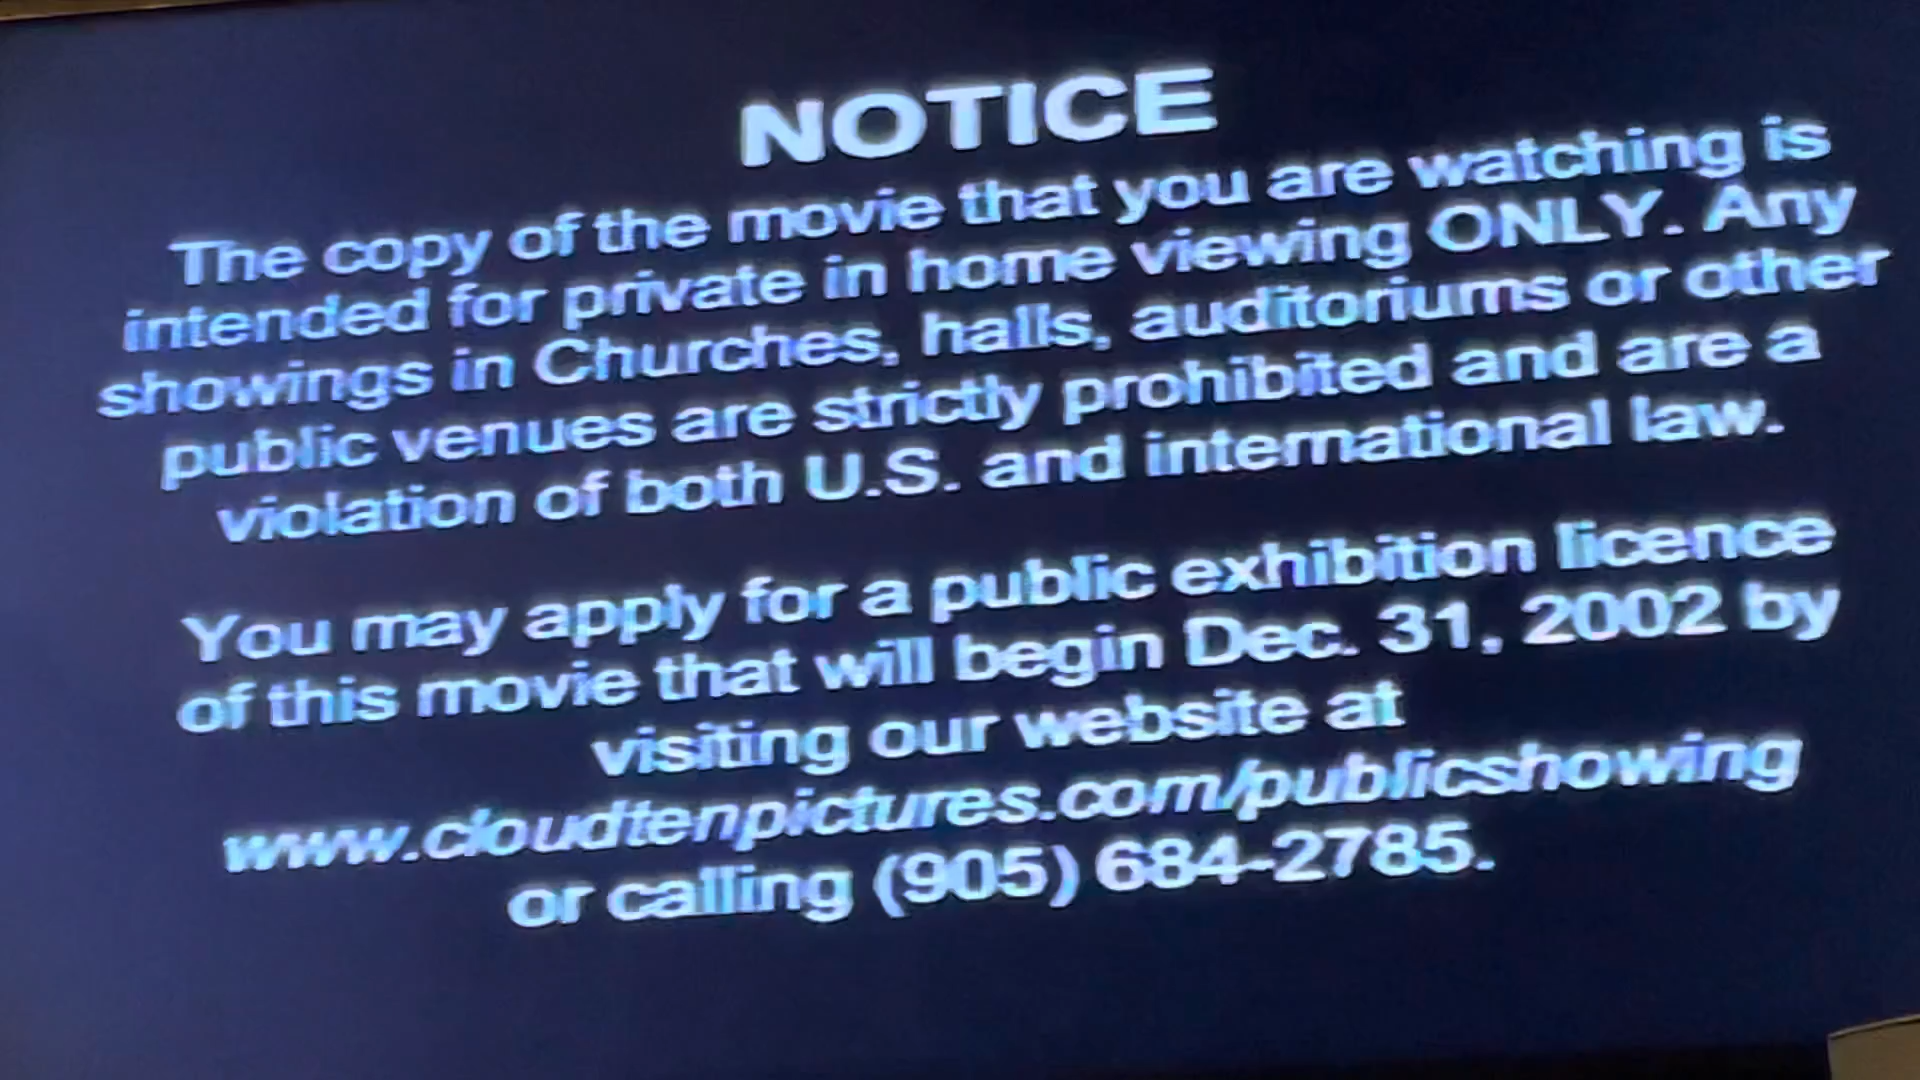 NOTICE
The copy of the movie that you are watching is
intended for private in home viewing ONLY. Any
showings in Churches, halls, auditoriums or other
public venues are strictly prohibited and are a
violation of both U.S. and international law.
You may apply for a public exhibition licence
of this movie that will begin Dec. 31, 2002 by
visiting our website at
www.cloudtenpictures.com/publicshowing
or calling (905) 684-2785.